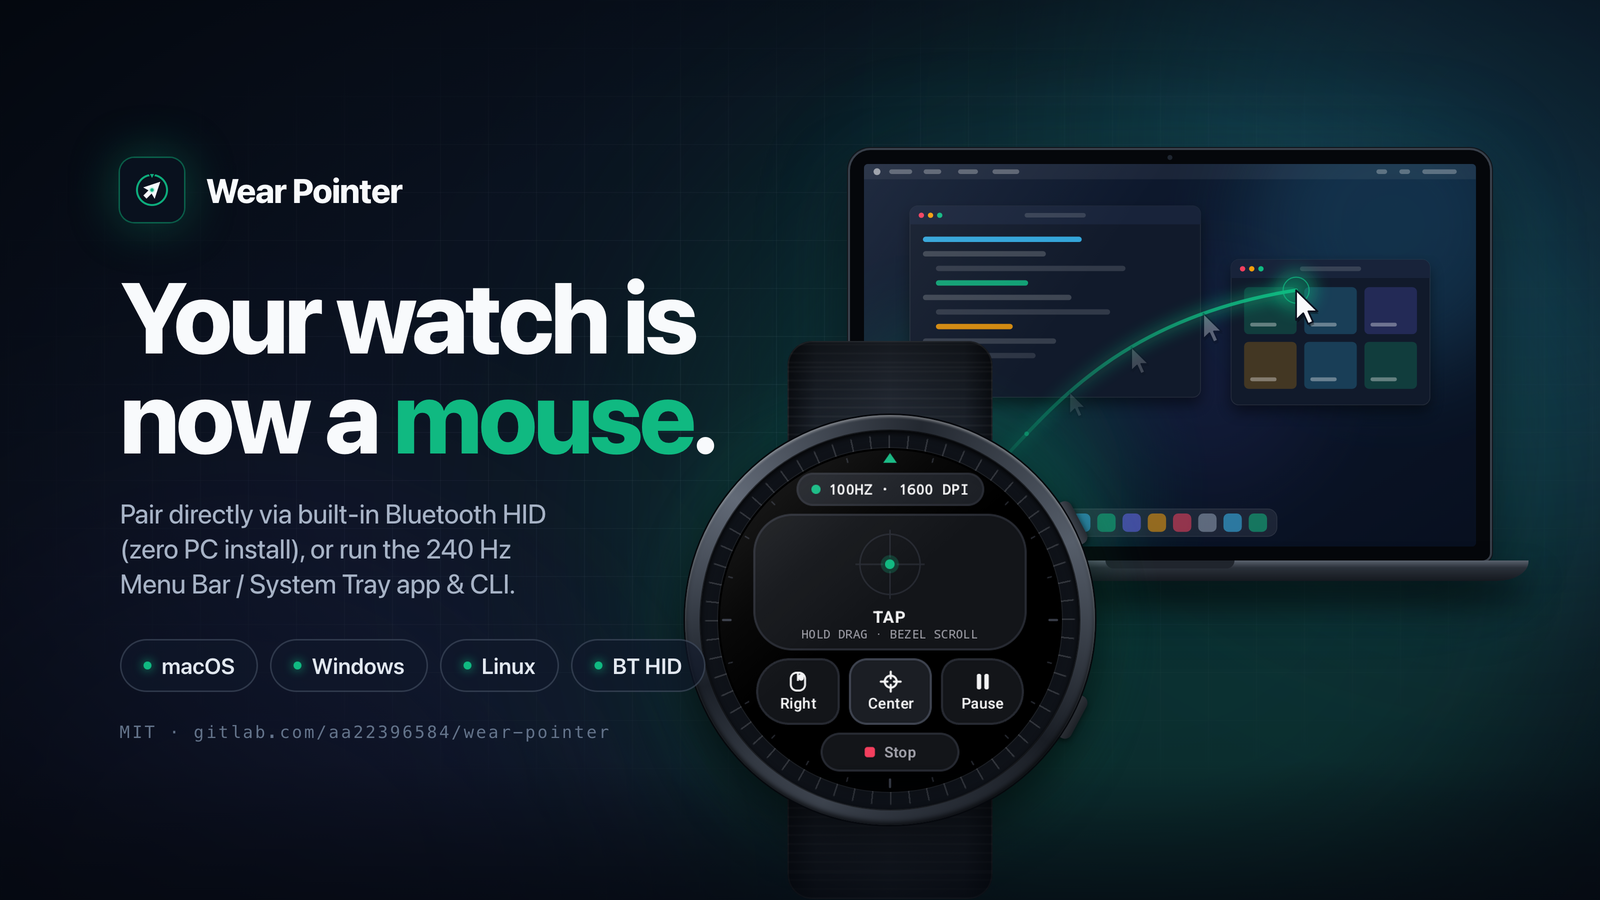 Wear Pointer
Your watch is
now a mouse.
Pair directly via built-in Bluetooth HID
(zero PC install), or run the 240 Hz
Menu Bar / System Tray app & CLI.
macOS
Windows
Linux
BT HID
MIT · gitlab.com/aa22396584/wear-pointer
100HZ · 1600 DPI
TAP
HOLD DRAG · BEZEL SCROLL
Right
Center
Pause
Stop